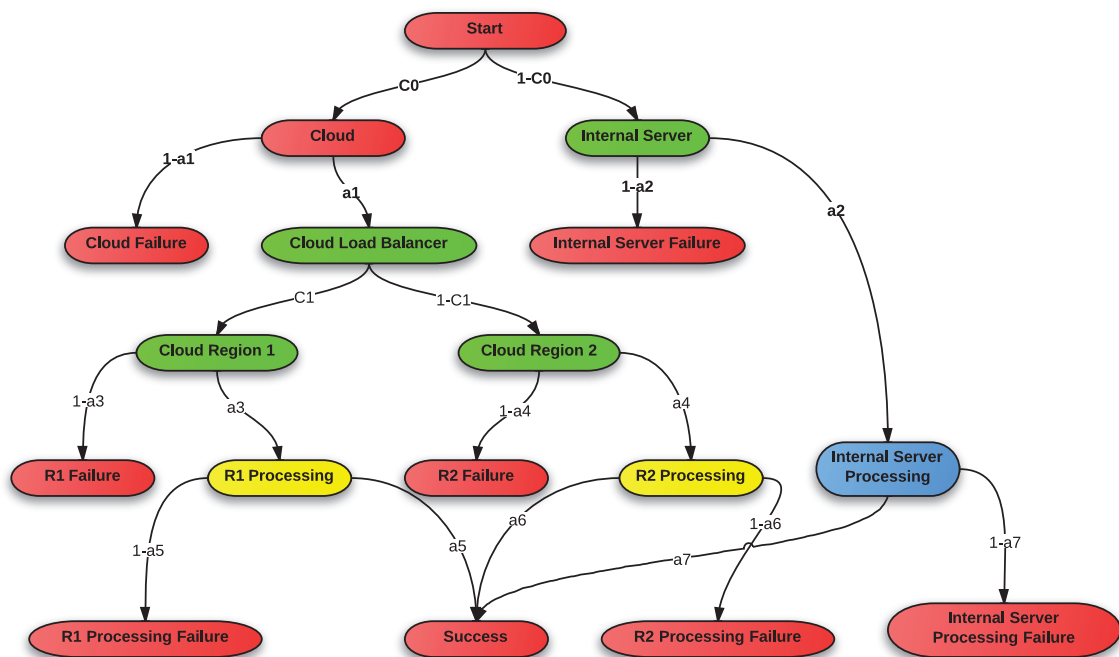 Start
C0
1-C0
Cloud
Internal Server
1-a1
a1
1-a2
a2
Cloud Failure
Cloud Load Balancer
Internal Server Failure
C1
1-C1
Cloud Region 1
Cloud Region 2
1-a3
a3
1-a4
a4
R1 Failure
R1 Processing
R2 Failure
R2 Processing
Internal Server
Processing
1-a5
a5
a6
a7
1-a6
1-a7
R1 Processing Failure
Success
R2 Processing Failure
Internal Server
Processing Failure